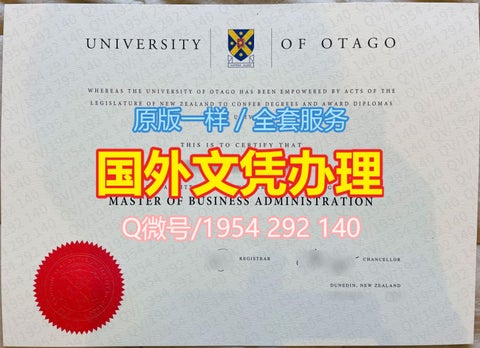 UNIVERSITY OF OTAGO
WHEREAS THE UNIVERSITY OF OTAGO HAS BEEN EMPOWERED BY ACTS OF THE
LEGISLATURE OF NEW ZEALAND TO CONFER DEGREES AND AWARD DIPLOMAS
原版一样 / 全套服务
THIS IS TO CERTIFY THAT
国外文凭办理
MASTER OF BUSINESS ADMINISTRATION
Q微号/1954 292 140
REGISTRAR
CHANCELLOR
DUNEDIN, NEW ZEALAND